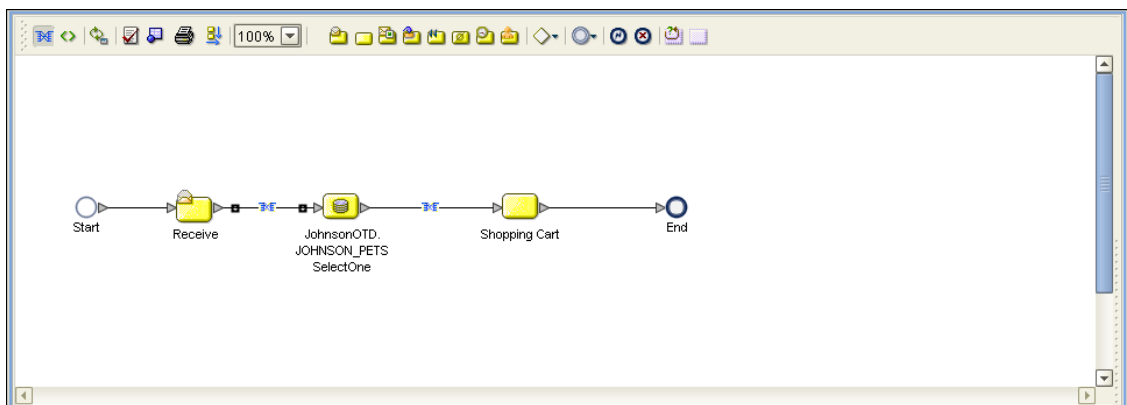 100%
Start
Receive
JohnsonOTD.
JOHNSON_PETS
SelectOne
Shopping Cart
End